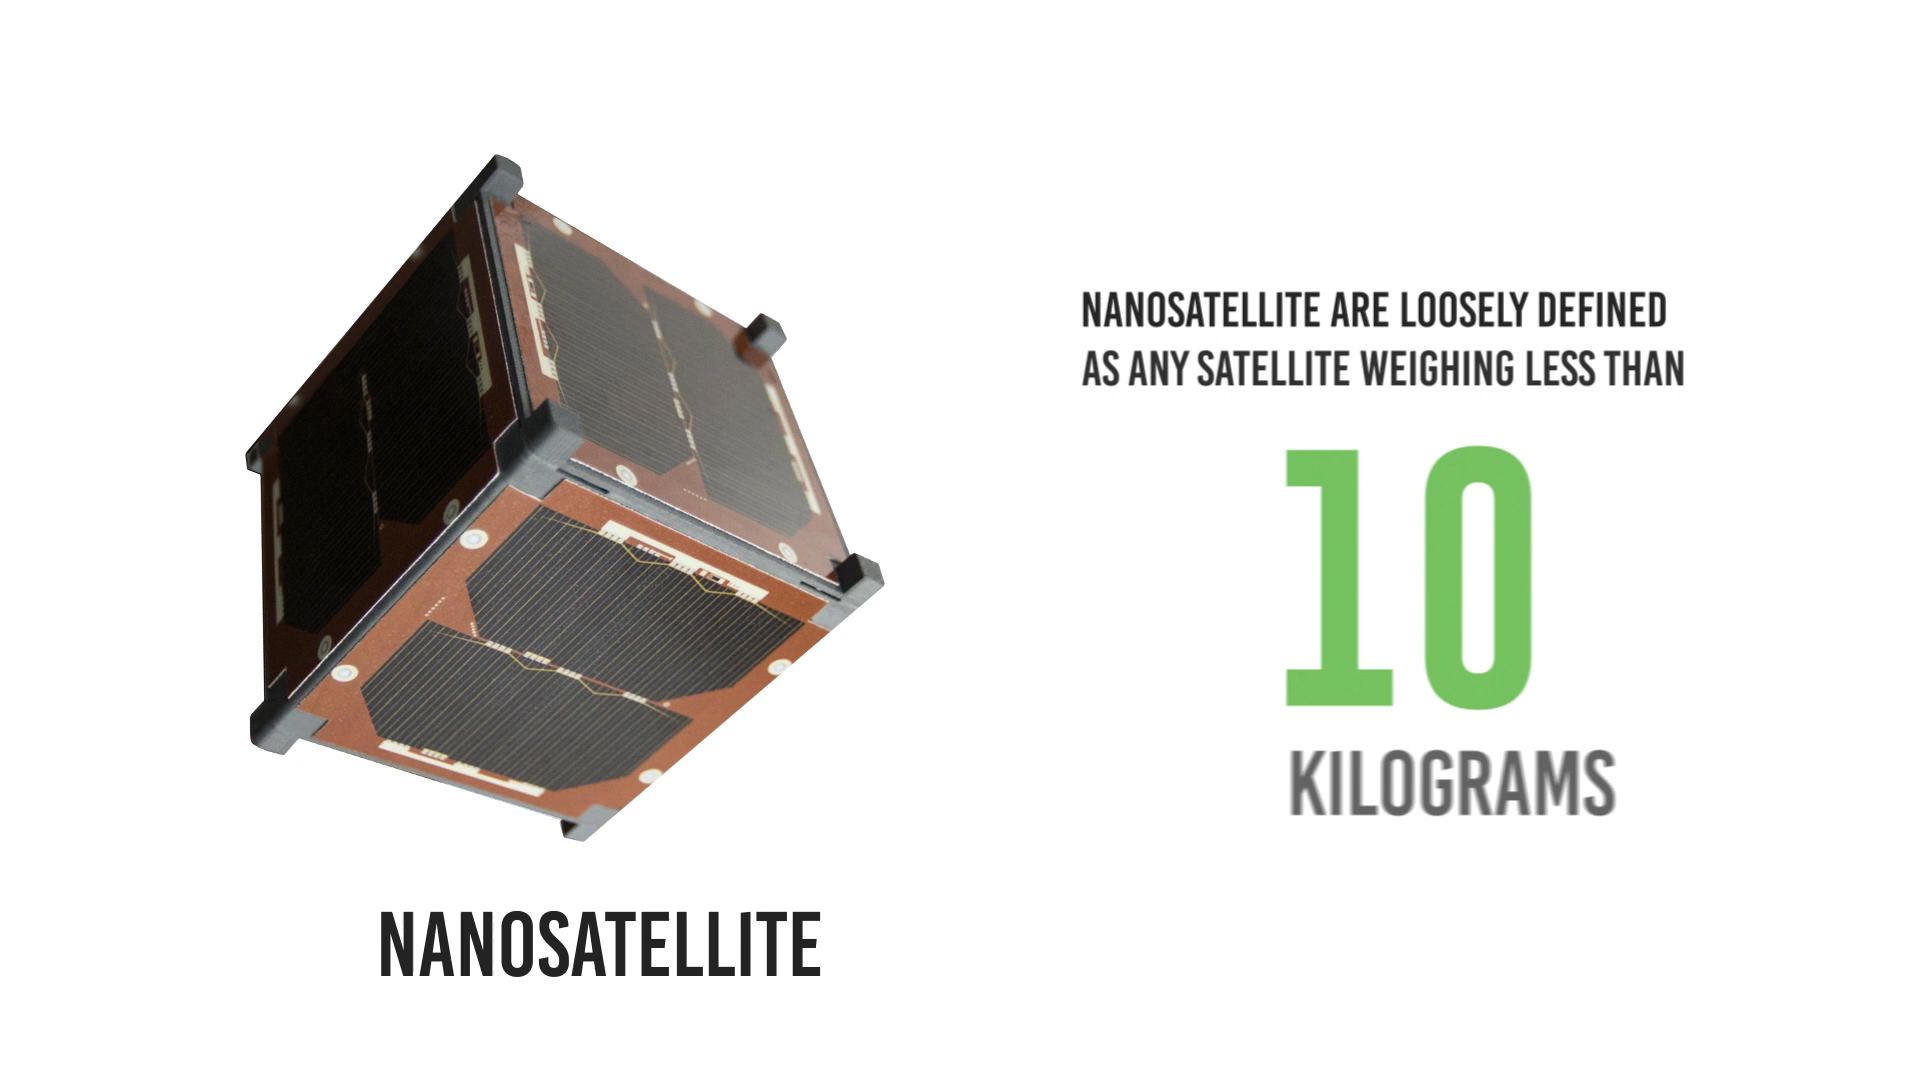 NANOSATELLITE ARE LOOSELY DEFINED
AS ANY SATELLITE WEIGHING LESS THAN
10
KILOGRAMS
NANOSATELLITE